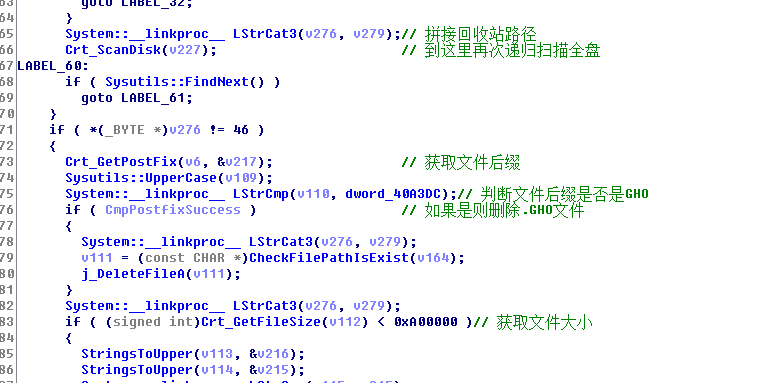 63 goto LABEL_32;
64 }
65 System::__linkproc__ LStrCat3(v276, v279);// 拼接回收站路径
66 Crt_ScanDisk(v227); // 到这里再次递归扫描全盘
67 LABEL_60:
68 if ( Sysutils::FindNext() )
69 goto LABEL_61;
70 }
71 if ( *(_BYTE *)v276 != 46 )
72 {
73 Crt_GetPostFix(v6, &v217); // 获取文件后缀
74 Sysutils::UpperCase(v109);
75 System::__linkproc__ LStrCmp(v110, dword_40A3DC);// 判断文件后缀是否是GHO
76 if ( CmpPostfixSuccess ) // 如果是则删除.GHO文件
77 {
78 System::__linkproc__ LStrCat3(v276, v279);
79 v111 = (const CHAR *)CheckFilePathIsExist(v164);
80 j_DeleteFileA(v111);
81 }
82 System::__linkproc__ LStrCat3(v276, v279);
83 if ( (signed int)Crt_GetFileSize(v112) < 0xA00000 )// 获取文件大小
84 {
85 StringsToUpper(v113, &v216);
86 StringsToUpper(v114, &v215);